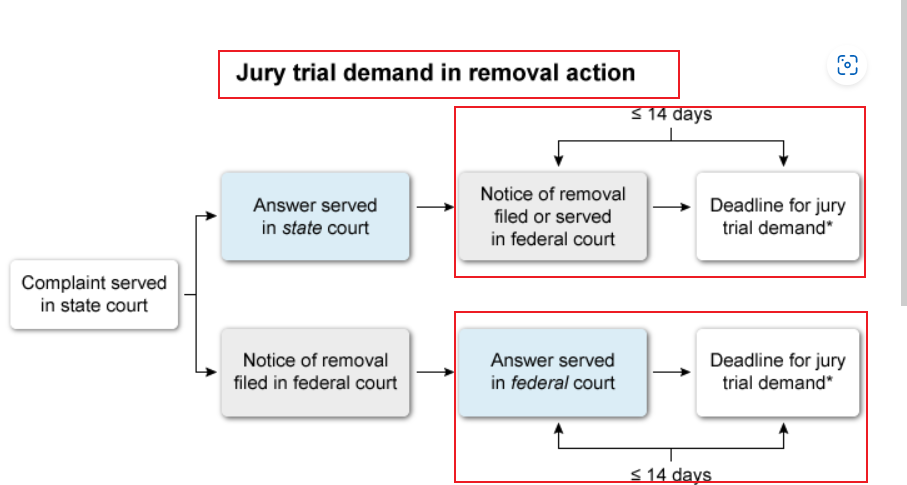 Jury trial demand in removal action
≤ 14 days
Answer served
in state court
Notice of removal
filed or served
in federal court
Deadline for jury
trial demand*
Complaint served
in state court
Notice of removal
filed in federal court
Answer served
in federal court
Deadline for jury
trial demand*
≤ 14 days